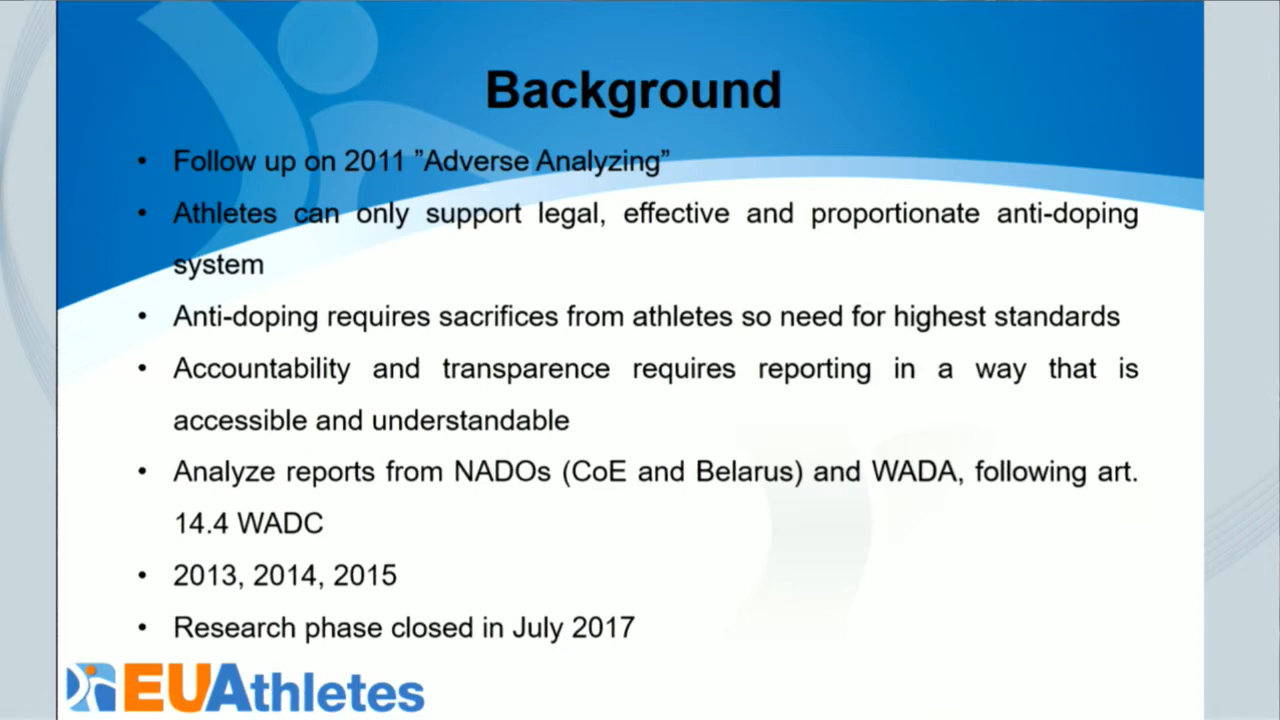 Background
• Follow up on 2011 ”Adverse Analyzing”
• Athletes can only support legal, effective and proportionate anti-doping
system
• Anti-doping requires sacrifices from athletes so need for highest standards
• Accountability and transparence requires reporting in a way that is
accessible and understandable
• Analyze reports from NADOs (CoE and Belarus) and WADA, following art.
14.4 WADC
• 2013, 2014, 2015
• Research phase closed in July 2017
EUAthletes